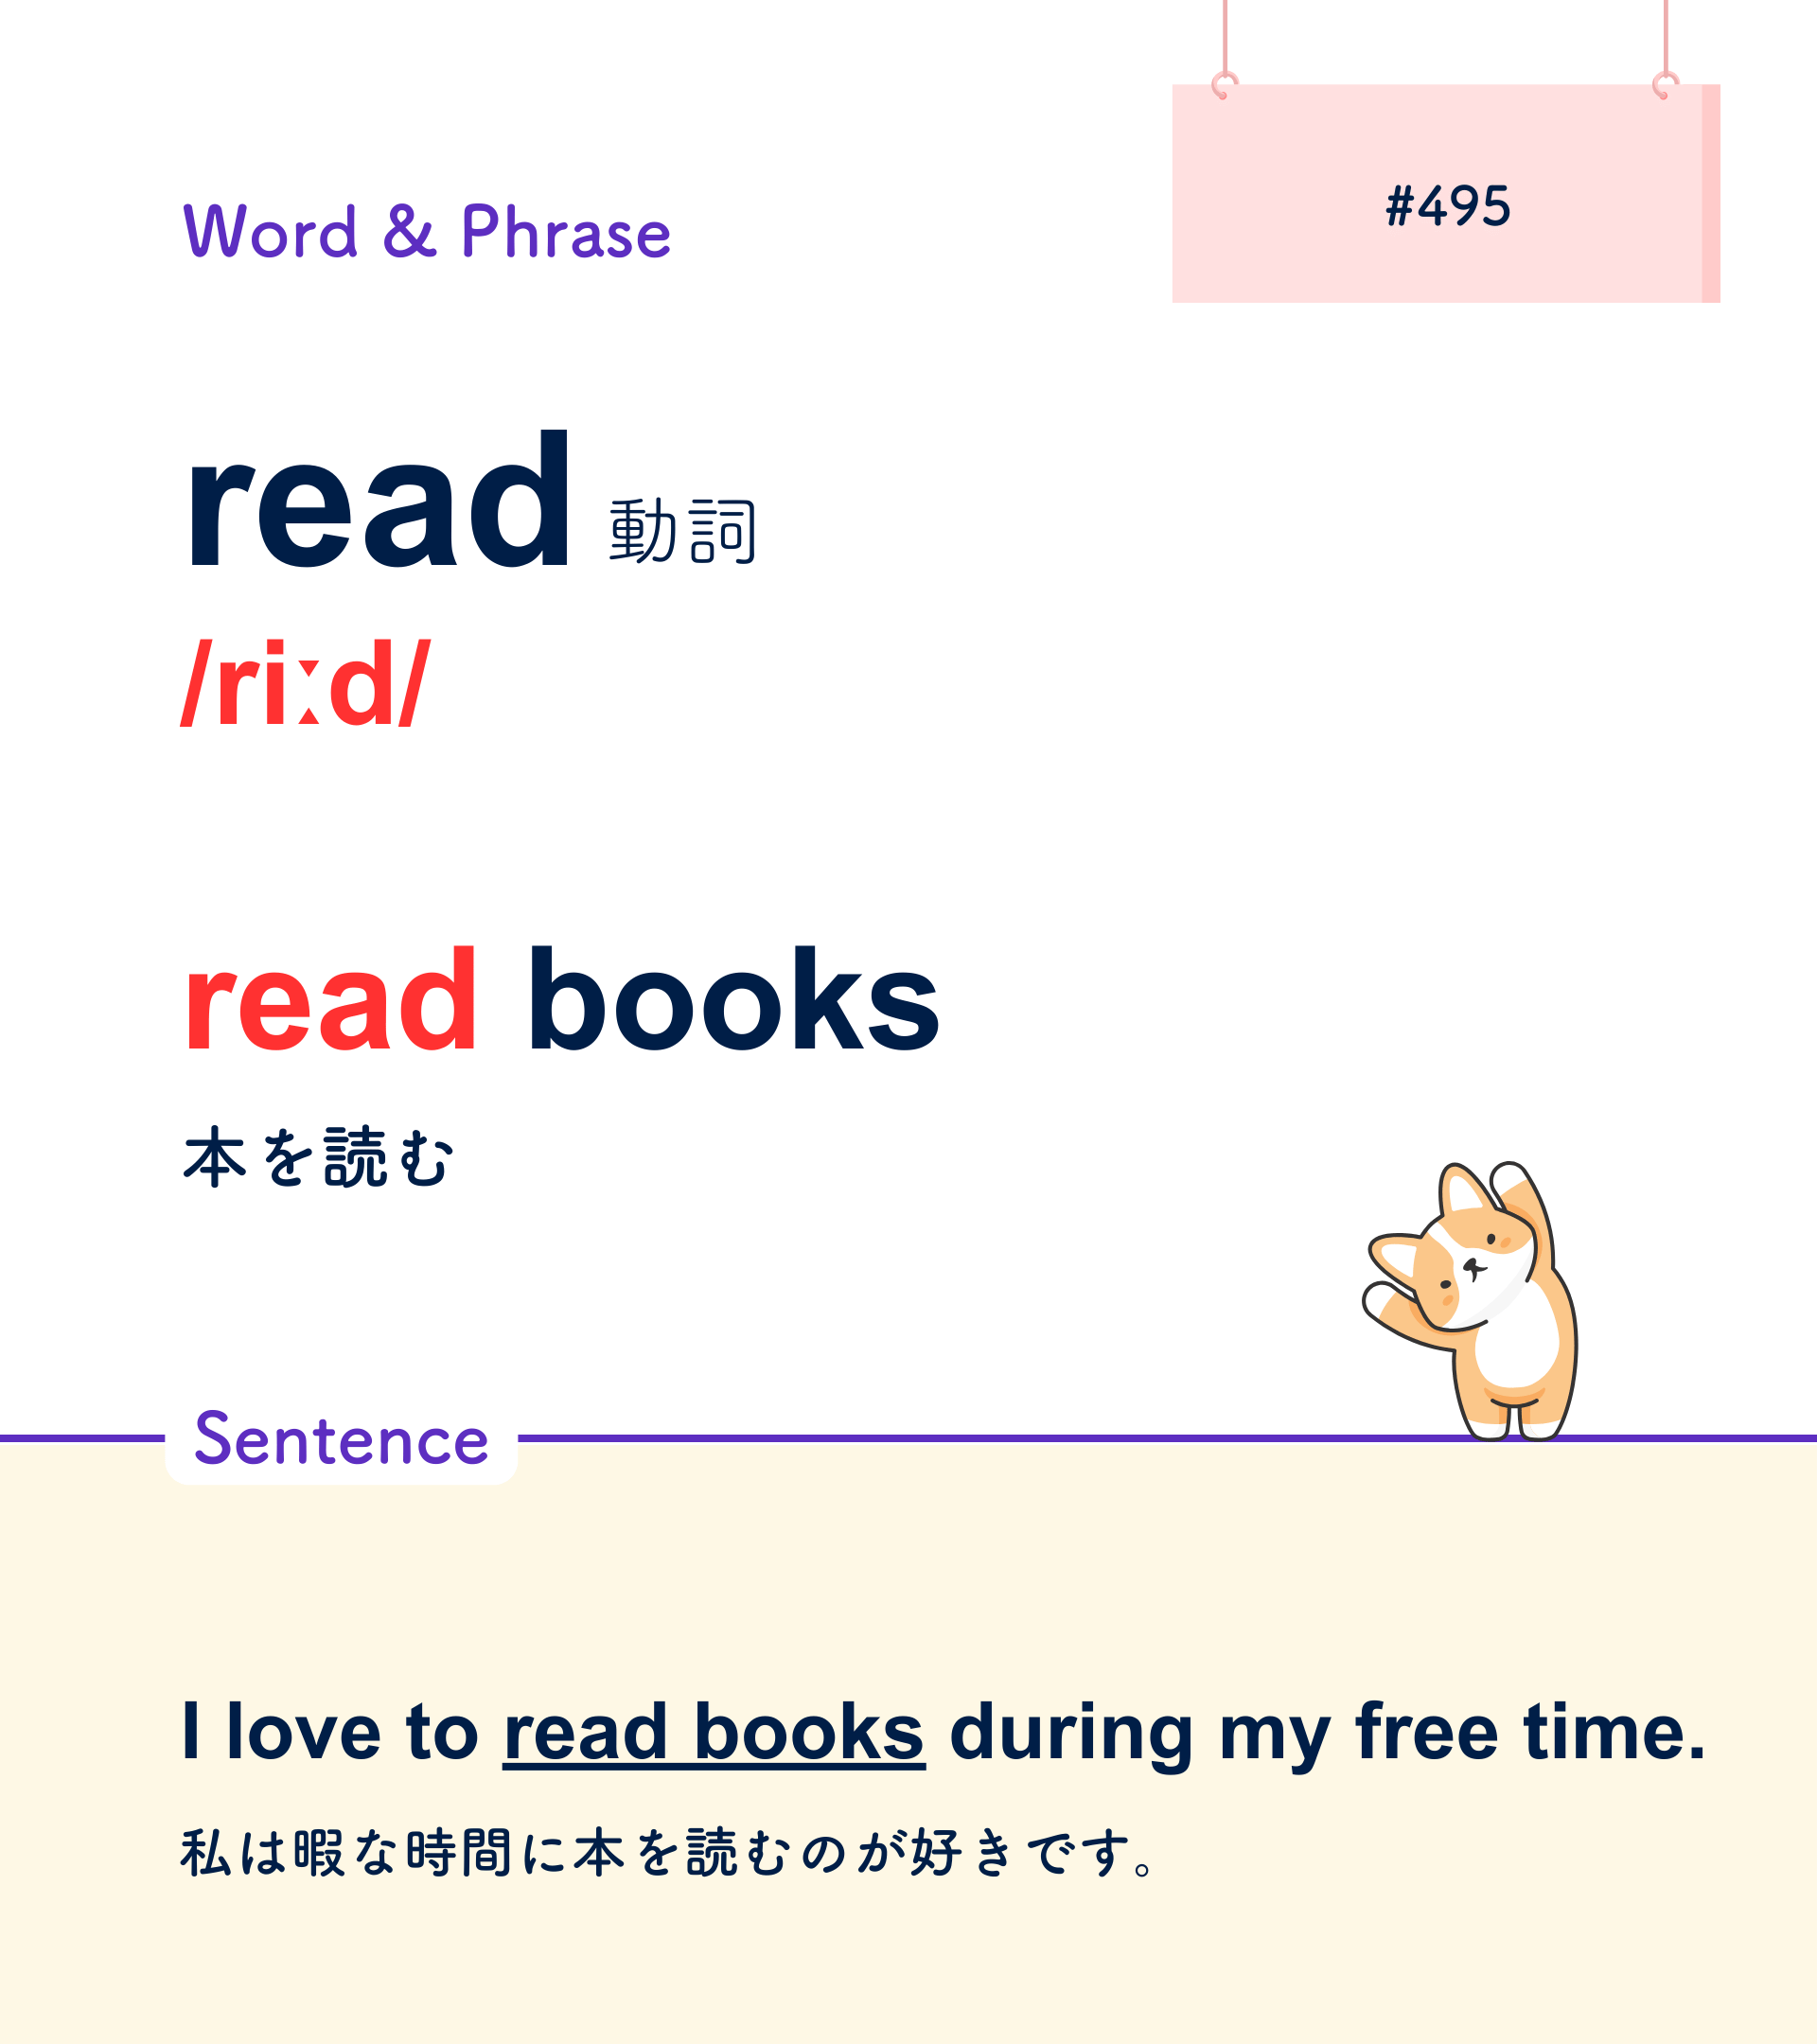 #495
Word & Phrase
read 動詞
/riːd/
read books
本を読む
Sentence
I love to read books during my free time.
私は暇な時間に本を読むのが好きです。